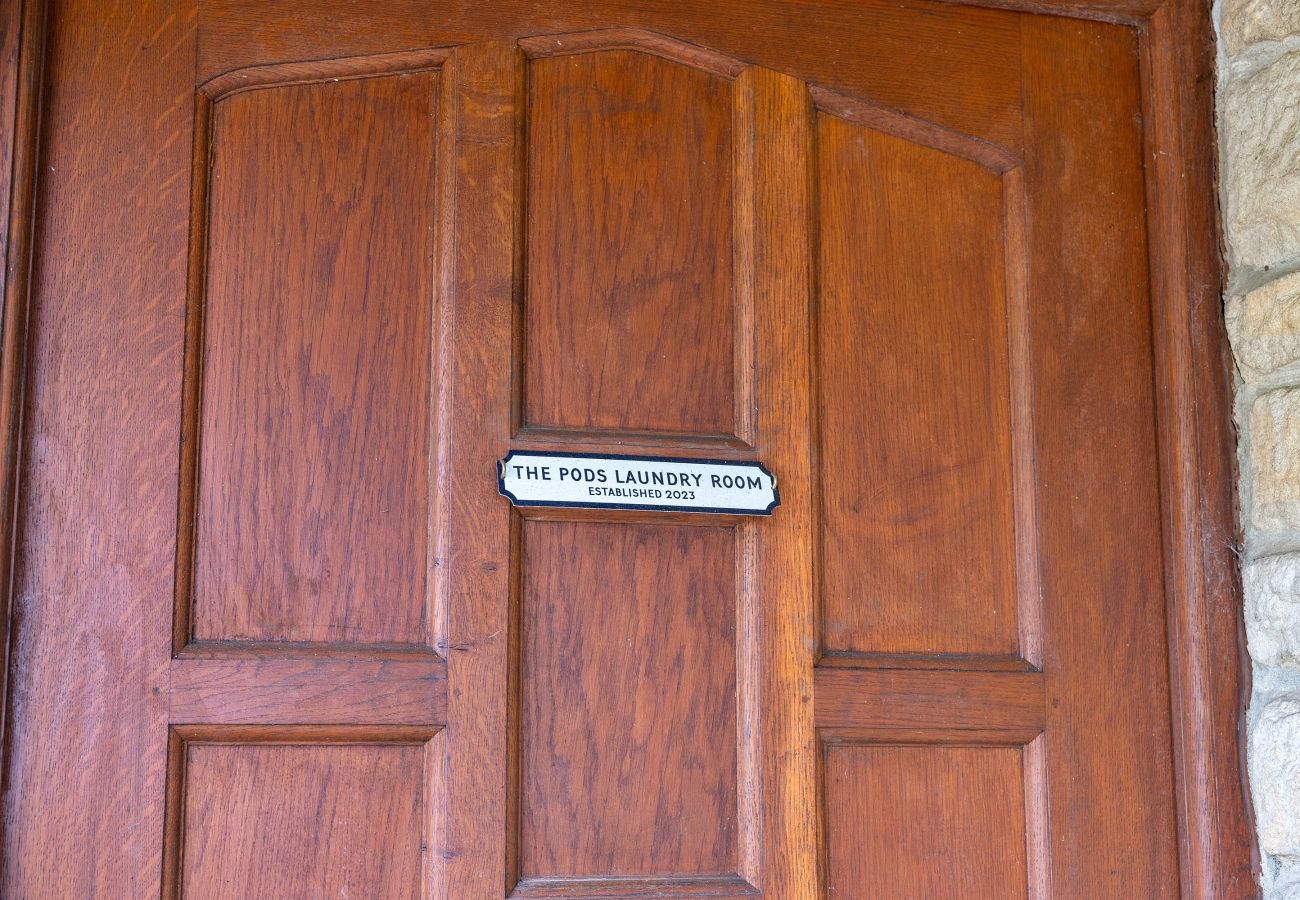 THE PODS LAUNDRY ROOM
ESTABLISHED 2023